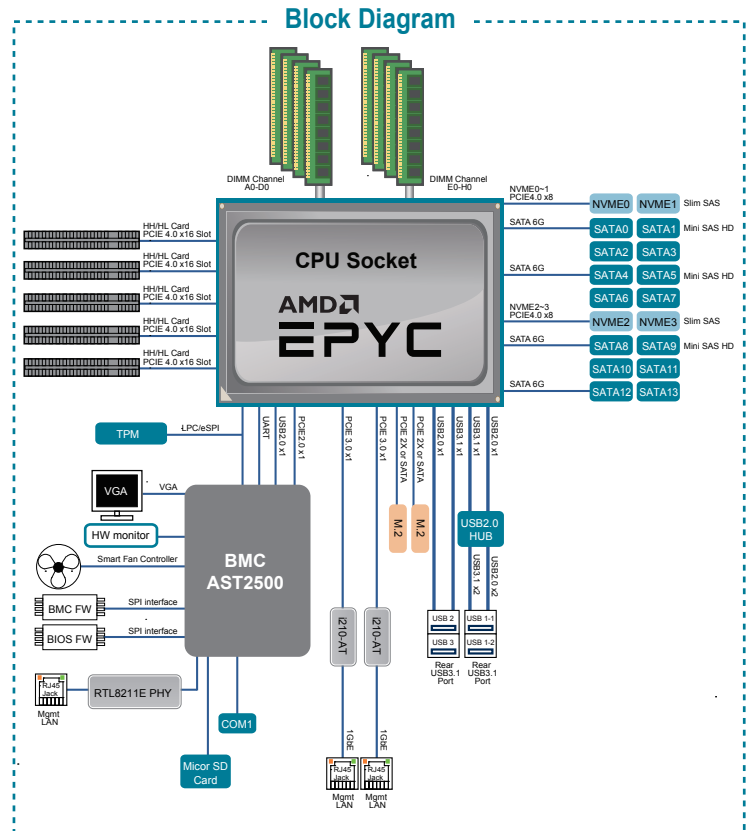 Block Diagram
DIMM Channel
A0-D0
DIMM Channel
E0-H0
HH/HL Card
PCIE 4.0 x16 Slot
HH/HL Card
PCIE 4.0 x16 Slot
HH/HL Card
PCIE 4.0 x16 Slot
HH/HL Card
PCIE 4.0 x16 Slot
HH/HL Card
PCIE 4.0 x16 Slot
CPU Socket
AMD
EPYC
NVME0~1
PCIE4.0 x8
NVME0 NVME1 Slim SAS
SATA 6G
SATA0 SATA1 Mini SAS HD
SATA2 SATA3
SATA 6G
SATA4 SATA5 Mini SAS HD
SATA6 SATA7
NVME2~3
PCIE4.0 x8
NVME2 NVME3 Slim SAS
SATA 6G
SATA8 SATA9 Mini SAS HD
SATA10 SATA11
SATA 6G
SATA12 SATA13
TPM
LPC/eSPI
UART
USB2.0 x1
PCIE2.0 x1
PCIE 3.0 x1
PCIE 3.0 x1
PCIE 2X or SATA
PCIE 2X or SATA
USB2.0 x1
USB3.1 x1
USB3.1 x1
USB2.0 x1
VGA
VGA
HW monitor
Smart Fan Controller
BMC
AST2500
BMC FW
SPI interface
BIOS FW
SPI interface
M.2
M.2
USB2.0
HUB
USB3.1 x2
USB2.0 x2
I210-AT
I210-AT
USB 2
USB 3
Rear
USB3.1
Port
USB 1-1
USB 1-2
Rear
USB3.1
Port
RJ45
Jack
Mgmt
LAN
RTL8211E PHY
COM1
Micor SD
Card
1GbE
1GbE
RJ45
Jack
Mgmt
LAN
RJ45
Jack
Mgmt
LAN